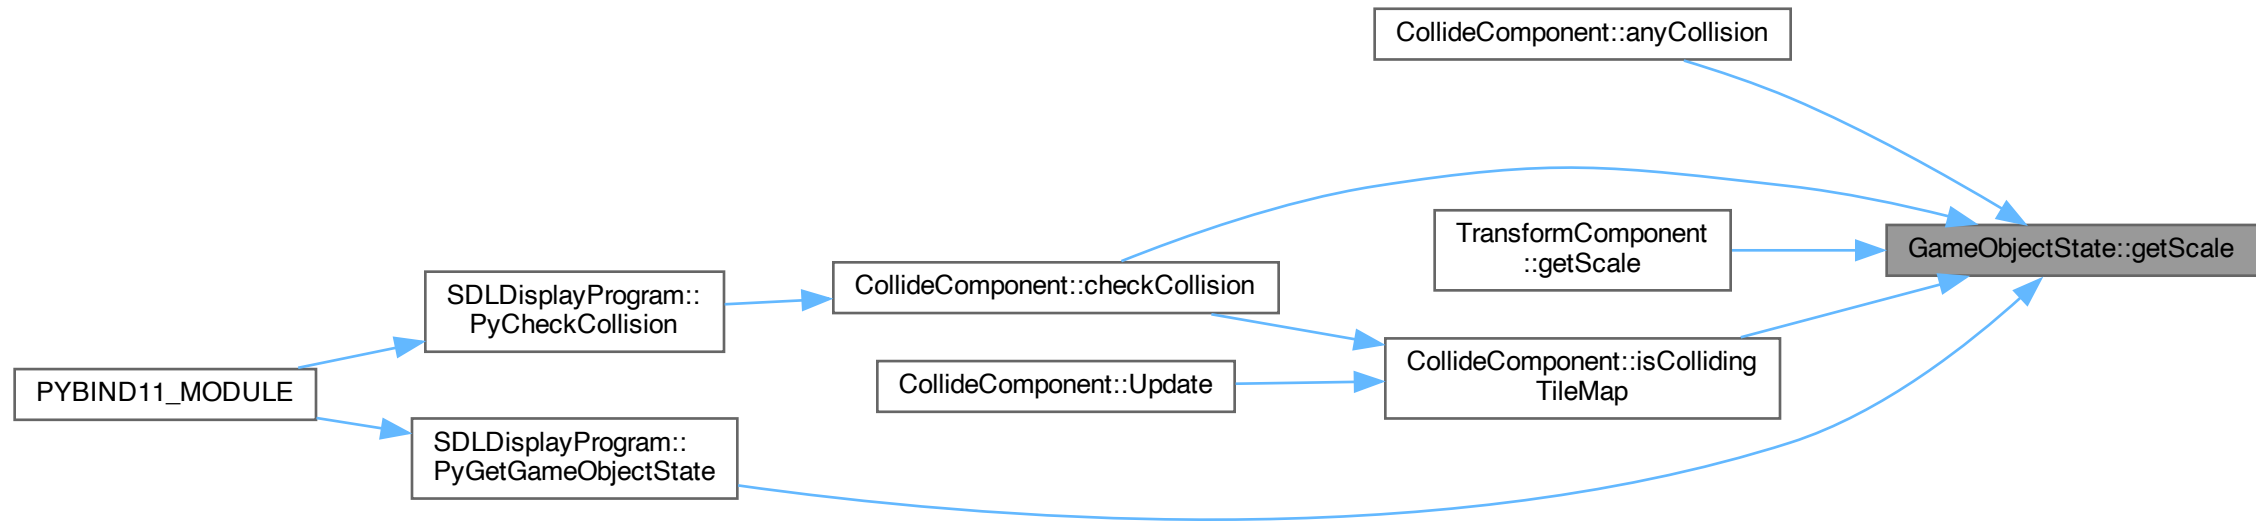 CollideComponent::anyCollision
TransformComponent
::getScale
GameObjectState::getScale
SDLDisplayProgram::
PyCheckCollision
CollideComponent::checkCollision
CollideComponent::isColliding
TileMap
CollideComponent::Update
PYBIND11_MODULE
SDLDisplayProgram::
PyGetGameObjectState